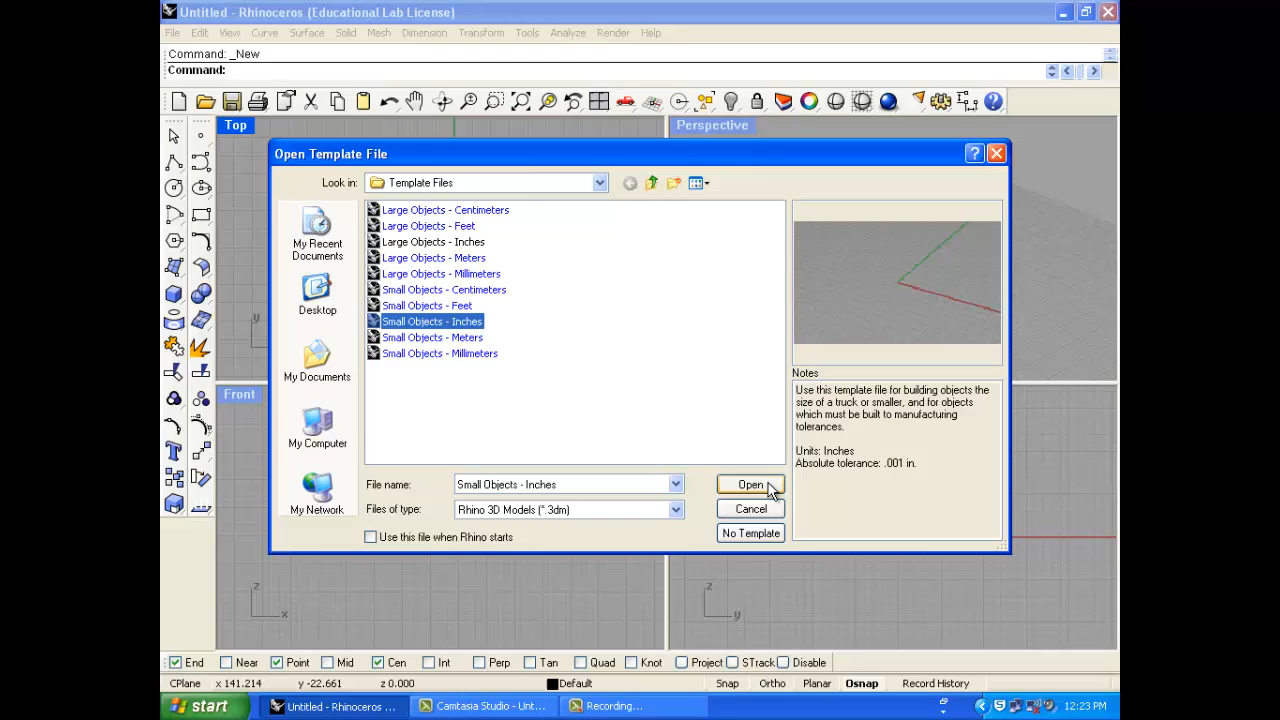 Untitled - Rhinoceros (Educational Lab License)
File Edit View Curve Surface Solid Mesh Dimension Transform Tools Analyze Render Help
Command: _New
Command:
Top
Perspective
Open Template File
Look in:
Template Files
My Recent Documents
Desktop
My Documents
My Computer
My Network
Large Objects - Centimeters
Large Objects - Feet
Large Objects - Inches
Large Objects - Meters
Large Objects - Millimeters
Small Objects - Centimeters
Small Objects - Feet
Small Objects - Inches
Small Objects - Meters
Small Objects - Millimeters
Notes
Use this template file for building objects the
size of a truck or smaller, and for objects
which must be built to manufacturing
tolerances.
Units: Inches
Absolute tolerance: .001 in.
File name:
Small Objects - Inches
Open
Files of type:
Rhino 3D Models (*.3dm)
Cancel
Use this file when Rhino starts
No Template
y
Front
z
x
z
y
End Near Point Mid Cen Int Perp Tan Quad Knot Project STrack Disable
CPlane x 141.214 y -22.661 z 0.000 Default Snap Ortho Planar Osnap Record History
start Untitled - Rhinoceros ... Camtasia Studio - Unt... Recording... 12:23 PM